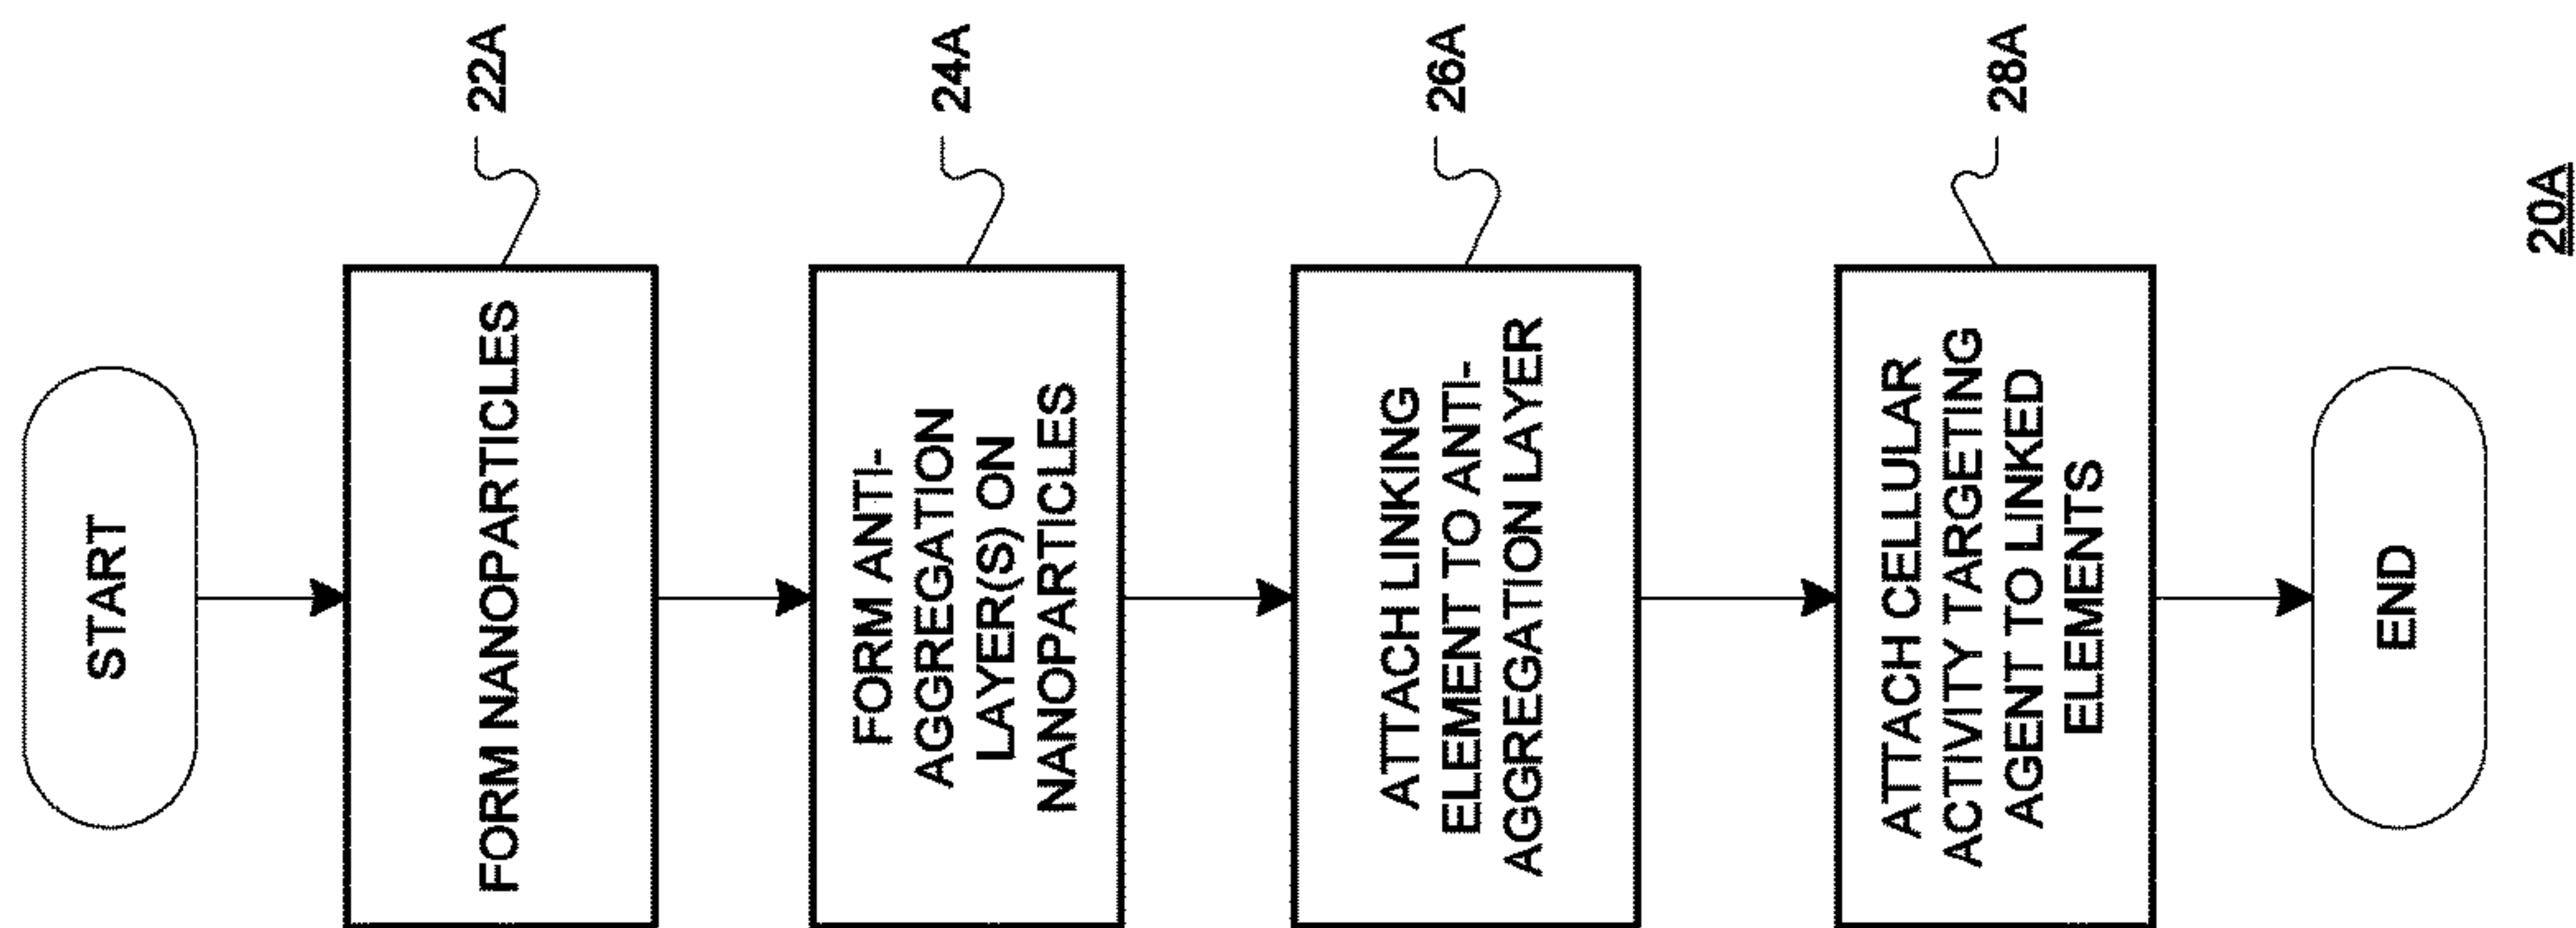 START
FORM NANOPARTICLES
22A
FORM ANTI-
AGGREGATION
LAYER(S) ON
NANOPARTICLES
24A
ATTACH LINKING
ELEMENT TO ANTI-
AGGREGATION LAYER
26A
ATTACH CELLULAR
ACTIVITY TARGETING
AGENT TO LINKED
ELEMENTS
28A
END
20A